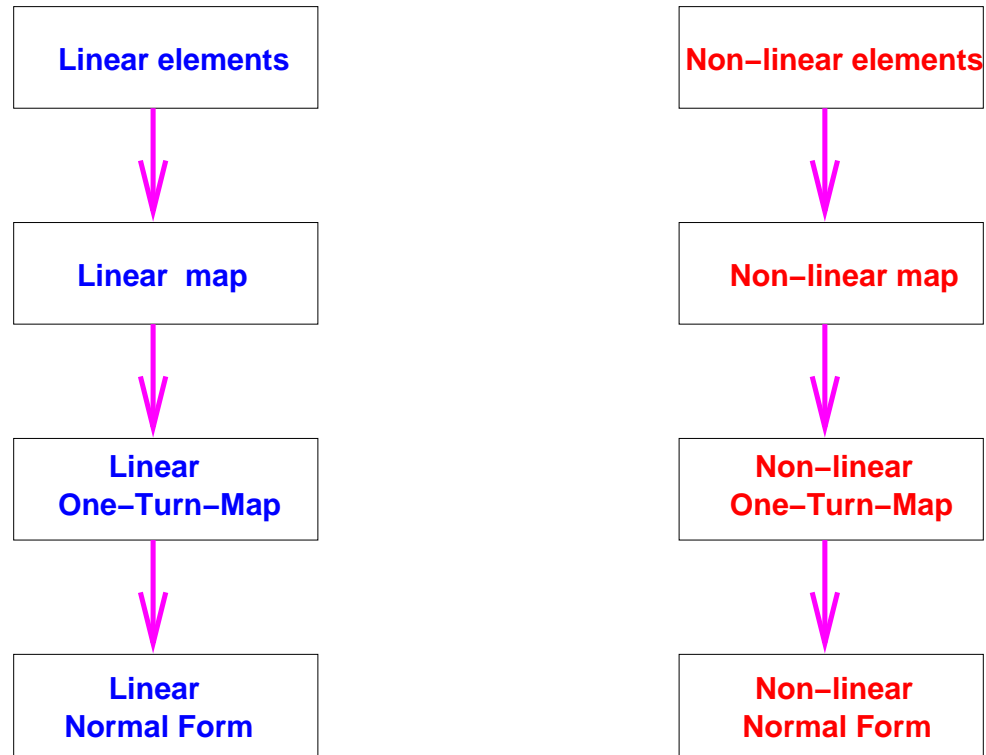 Linear elements
Non−linear elements
Linear map
Non−linear map
Linear
One−Turn−Map
Non−linear
One−Turn−Map
Linear
Normal Form
Non−linear
Normal Form